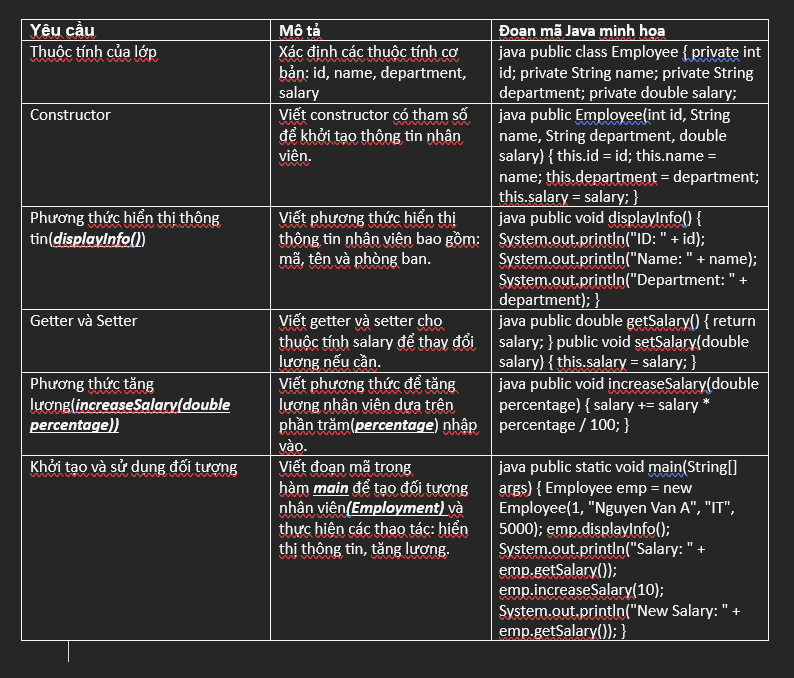 Yêu cầu
Mô tả
Đoạn mã Java minh họa
Thuộc tính của lớp
Xác định các thuộc tính cơ
bản: id, name, department,
salary
java public class Employee { private int
id; private String name; private String
department; private double salary;
Constructor
Viết constructor có tham số
để khởi tạo thông tin nhân
viên.
java public Employee(int id, String
name, String department, double
salary) { this.id = id; this.name =
name; this.department = department;
this.salary = salary; }
Phương thức hiển thị thông
tin(displayInfo())
Viết phương thức hiển thị
thông tin nhân viên bao gồm:
mã, tên và phòng ban.
java public void displayInfo() {
System.out.println("ID: " + id);
System.out.println("Name: " + name);
System.out.println("Department: " +
department); }
Getter và Setter
Viết getter và setter cho
thuộc tính salary để thay đổi
lương nếu cần.
java public double getSalary() { return
salary; } public void setSalary(double
salary) { this.salary = salary; }
Phương thức tăng
lương(increaseSalary(double
percentage))
Viết phương thức để tăng
lương nhân viên dựa trên
phần trăm(percentage) nhập
vào.
java public void increaseSalary(double
percentage) { salary += salary *
percentage / 100; }
Khởi tạo và sử dụng đối tượng
Viết đoạn mã trong
hàm main để tạo đối tượng
nhân viên(Employment) và
thực hiện các thao tác: hiển
thị thông tin, tăng lương.
java public static void main(String[]
args) { Employee emp = new
Employee(1, "Nguyen Van A", "IT",
5000); emp.displayInfo();
System.out.println("Salary: " +
emp.getSalary());
emp.increaseSalary(10);
System.out.println("New Salary: " +
emp.getSalary()); }